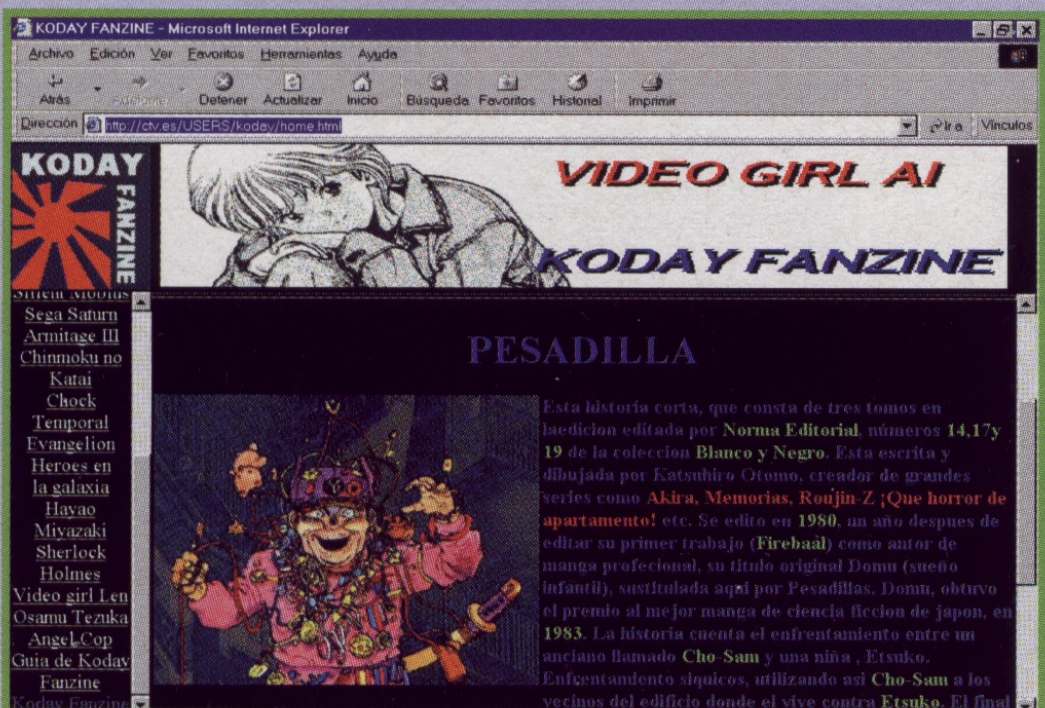 KODAY FANZINE - Microsoft Internet Explorer
Archivo Edición Ver Favoritos Herramientas Ayuda
Atrás Adelante Detener Actualizar Inicio Búsqueda Favoritos Historial Imprimir
Dirección http://ctv.es/USERS/koday/home.html Ir a Vínculos
KODAY
FANZINE
VIDEO GIRL AI
KODAY FANZINE
Sega Saturn
Armitage III
Chinmoku no
Katai
Chock
Temporal
Evangelion
Heroes en
la galaxia
Hayao
Miyazaki
Sherlock
Holmes
Video girl Len
Osamu Tezuka
Angel Cop
Guia de Koday
Fanzine
Koday Fanzine
PESADILLA
Esta historia corta, que consta de tres tomos en
laedicion editada por Norma Editorial, números 14,17y
19 de la coleccion Blanco y Negro. Esta escrita y
dibujada por Katsuhiro Otomo, creador de grandes
series como Akira, Memorias, Roujin-Z ¡Que horror de
apartamento! etc. Se edito en 1980, un año despues de
editar su primer trabajo (Firebaàl) como autor de
manga profecional, su titulo original Domu (sueño
infantil), sustitulada aqui por Pesadillas. Domu, obtuvo
el premio al mejor manga de ciencia ficcion de japon, en
1983. La historia cuenta el enfrentamiento entre un
anciano llamado Cho-Sam y una niña , Etsuko.
Enfrentamiento siquicos, utilizando asi Cho-Sam a los
vecinos del edificio donde el vive contra Etsuko. El final